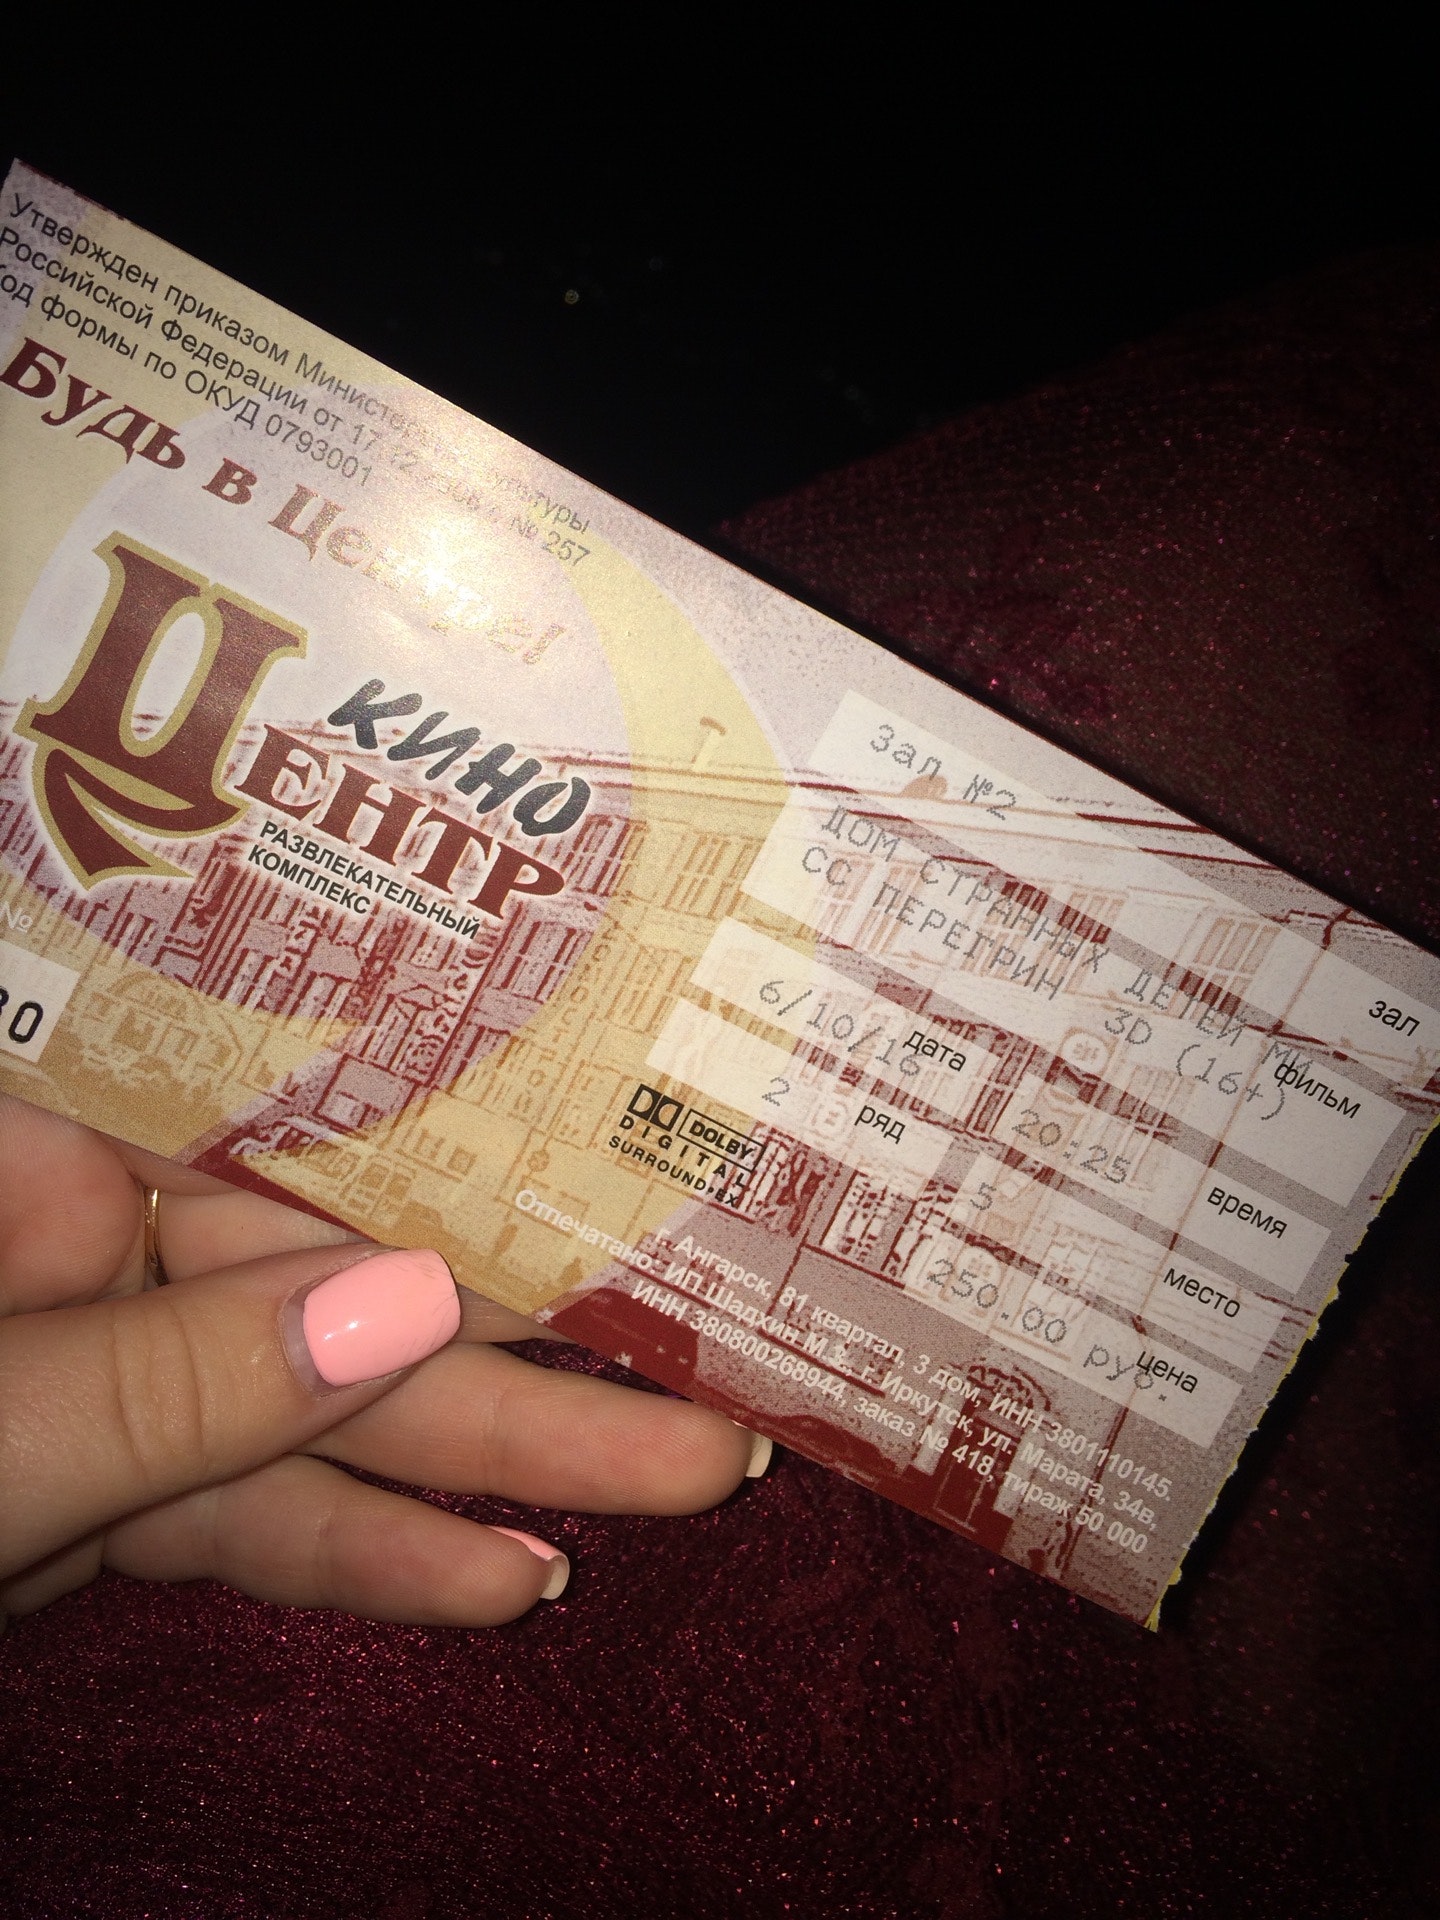 Утвержден приказом Министерства культуры
Российской Федерации от 17.12. № 257
Код формы по ОКУД 0793001
Будь в Центре!
КИНО
ЦЕНТР
РАЗВЛЕКАТЕЛЬНЫЙ
КОМПЛЕКС
№
30
Зал №2
зал
ДОМ СТРАННЫХ ДЕТЕЙ МИ
СС ПЕРЕГРИН 3D (16+)
фильм
6/10/16
дата
20:25
время
2
ряд
5
место
250.00 руб.
цена
DOLBY
DIGITAL
SURROUND•EX
г. Ангарск, 81 квартал, 3 дом, ИНН 3801110145.
Отпечатано: ИП Шадхин М.З., г. Иркутск, ул. Марата, 34в,
ИНН 380800268944, заказ № 418, тираж 50 000